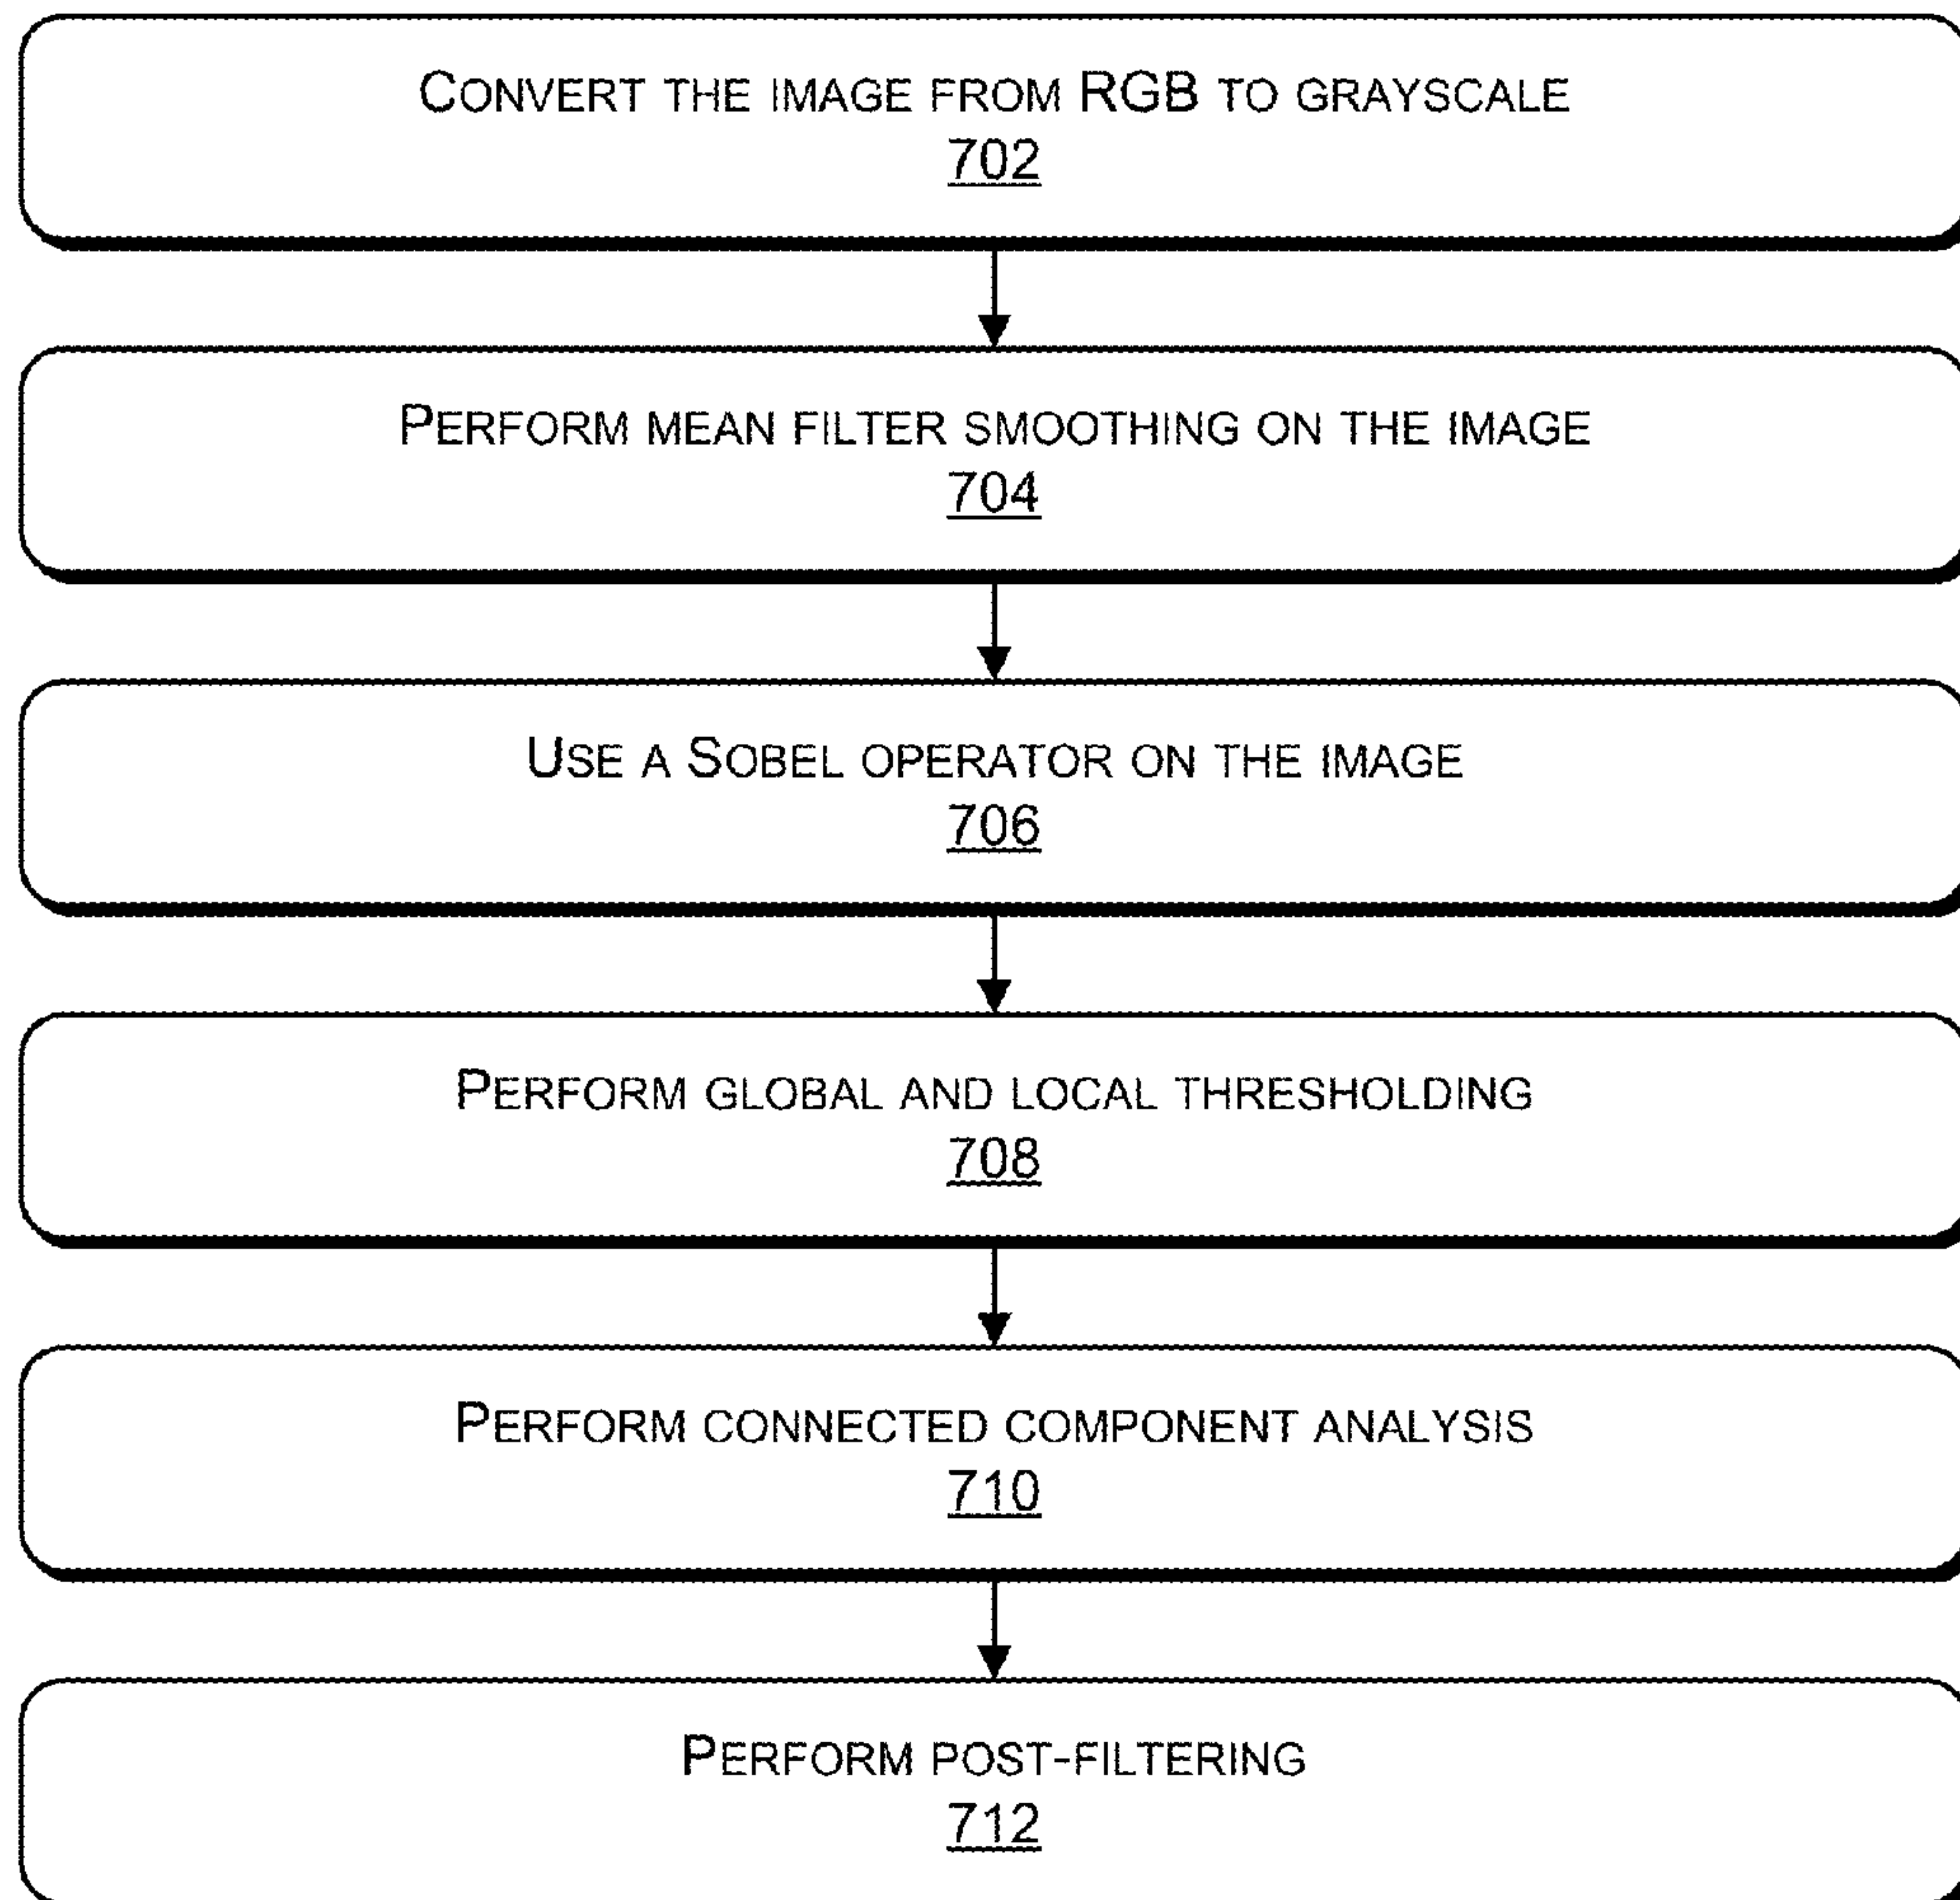 Convert the image from RGB to grayscale
702
Perform mean filter smoothing on the image
704
Use a Sobel operator on the image
706
Perform global and local thresholding
708
Perform connected component analysis
710
Perform post-filtering
712